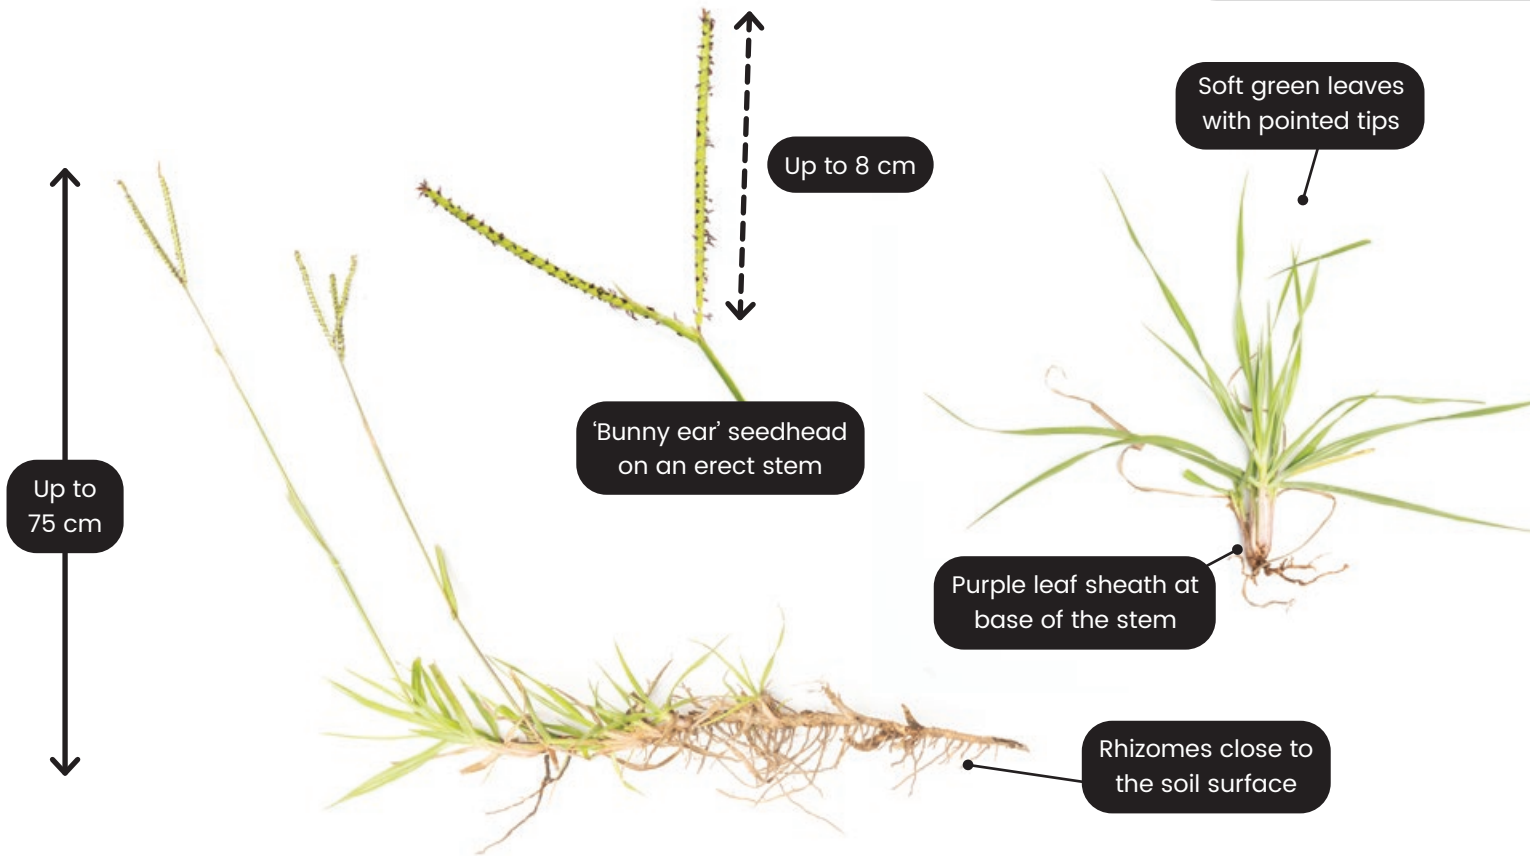 Up to 8 cm
Soft green leaves
with pointed tips
‘Bunny ear’ seedhead
on an erect stem
Up to
75 cm
Purple leaf sheath at
base of the stem
Rhizomes close to
the soil surface